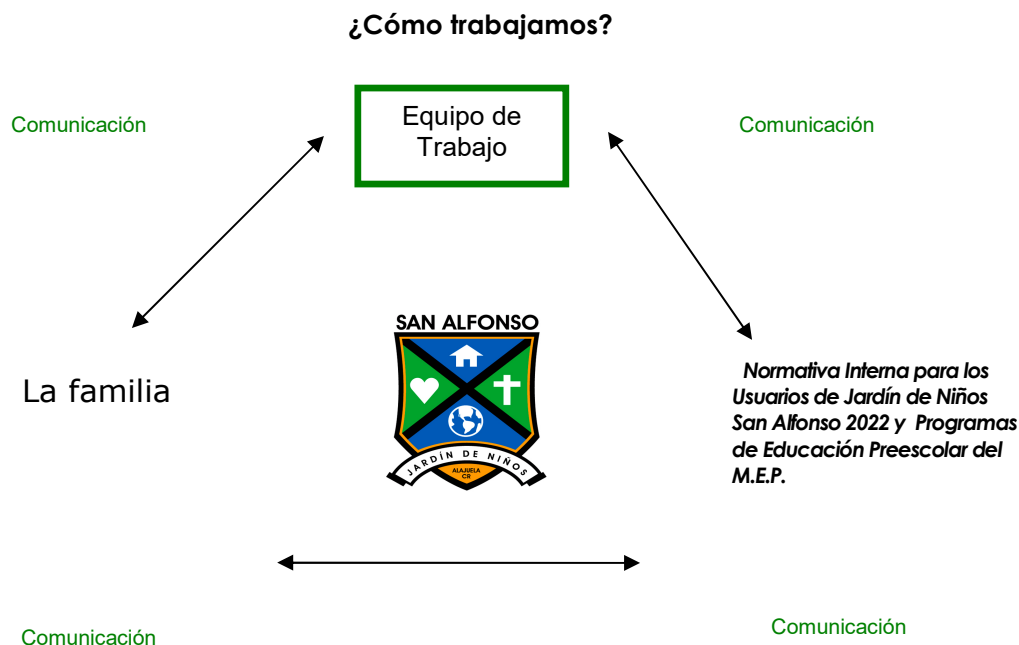 ¿Cómo trabajamos?
Comunicación
Equipo de
Trabajo
Comunicación
SAN ALFONSO
La familia
Normativa Interna para los
Usuarios de Jardín de Niños
San Alfonso 2022 y Programas
de Educación Preescolar del
M.E.P.
JARDÍN DE NIÑOS
ALAJUELA
CR
Comunicación
Comunicación